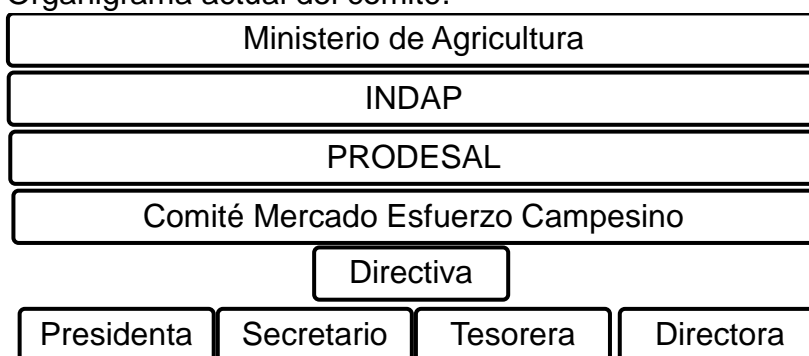 Organigrama actual del comité:
Ministerio de Agricultura
INDAP
PRODESAL
Comité Mercado Esfuerzo Campesino
Directiva
Presidenta Secretario Tesorera Directora